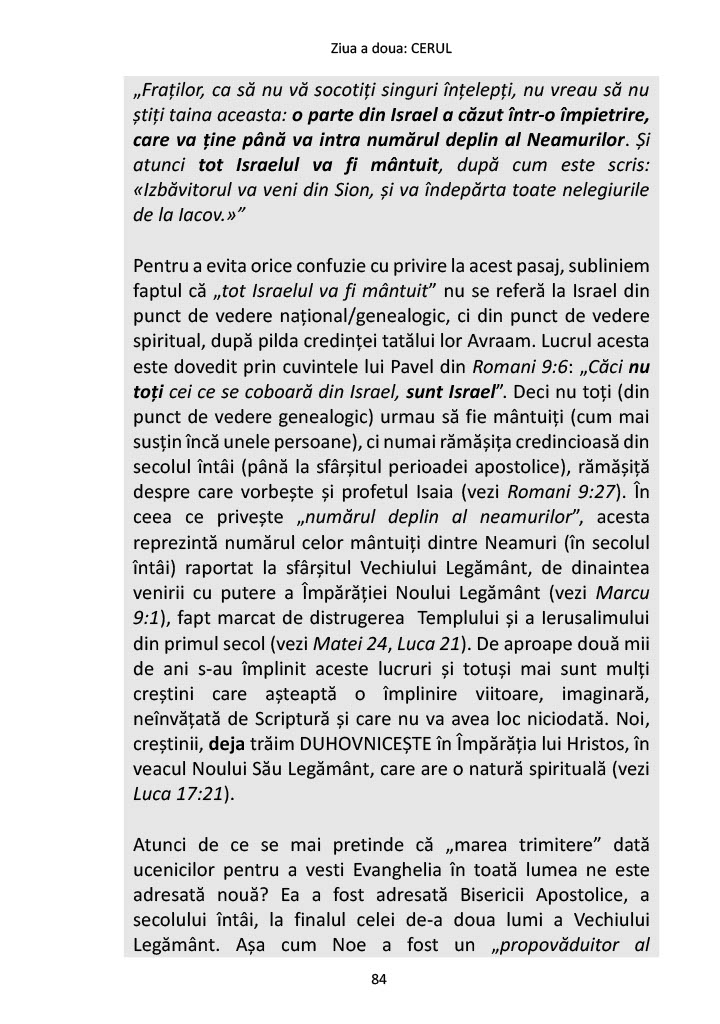 Ziua a doua: CERUL
„Fraților, ca să nu vă socotiți singuri înțelepți, nu vreau să nu
știți taina aceasta: o parte din Israel a căzut într-o împietrire,
care va ține până va intra numărul deplin al Neamurilor. Și
atunci tot Israelul va fi mântuit, după cum este scris:
«Izbăvitorul va veni din Sion, și va îndepărta toate nelegiurile
de la Iacov.»”
Pentru a evita orice confuzie cu privire la acest pasaj, subliniem
faptul că „tot Israelul va fi mântuit” nu se referă la Israel din
punct de vedere național/genealogic, ci din punct de vedere
spiritual, după pilda credinței tatălui lor Avraam. Lucrul acesta
este dovedit prin cuvintele lui Pavel din Romani 9:6: „Căci nu
toți cei ce se coboară din Israel, sunt Israel”. Deci nu toți (din
punct de vedere genealogic) urmau să fie mântuiți (cum mai
susțin încă unele persoane), ci numai rămășița credincioasă din
secolul întâi (până la sfârșitul perioadei apostolice), rămășiță
despre care vorbește și profetul Isaia (vezi Romani 9:27). În
ceea ce privește „numărul deplin al neamurilor”, acesta
reprezintă numărul celor mântuiți dintre Neamuri (în secolul
întâi) raportat la sfârșitul Vechiului Legământ, de dinaintea
venirii cu putere a Împărăției Noului Legământ (vezi Marcu
9:1), fapt marcat de distrugerea Templului și a Ierusalimului
din primul secol (vezi Matei 24, Luca 21). De aproape două mii
de ani s-au împlinit aceste lucruri și totuși mai sunt mulți
creștini care așteaptă o împlinire viitoare, imaginară,
neînvățată de Scriptură și care nu va avea loc niciodată. Noi,
creștinii, deja trăim DUHOVNICEȘTE în Împărăția lui Hristos, în
veacul Noului Său Legământ, care are o natură spirituală (vezi
Luca 17:21).
Atunci de ce se mai pretinde că „marea trimitere” dată
ucenicilor pentru a vesti Evanghelia în toată lumea ne este
adresată nouă? Ea a fost adresată Bisericii Apostolice, a
secolului întâi, la finalul celei de-a doua lumi a Vechiului
Legământ. Așa cum Noe a fost un „propovăduitor al
84